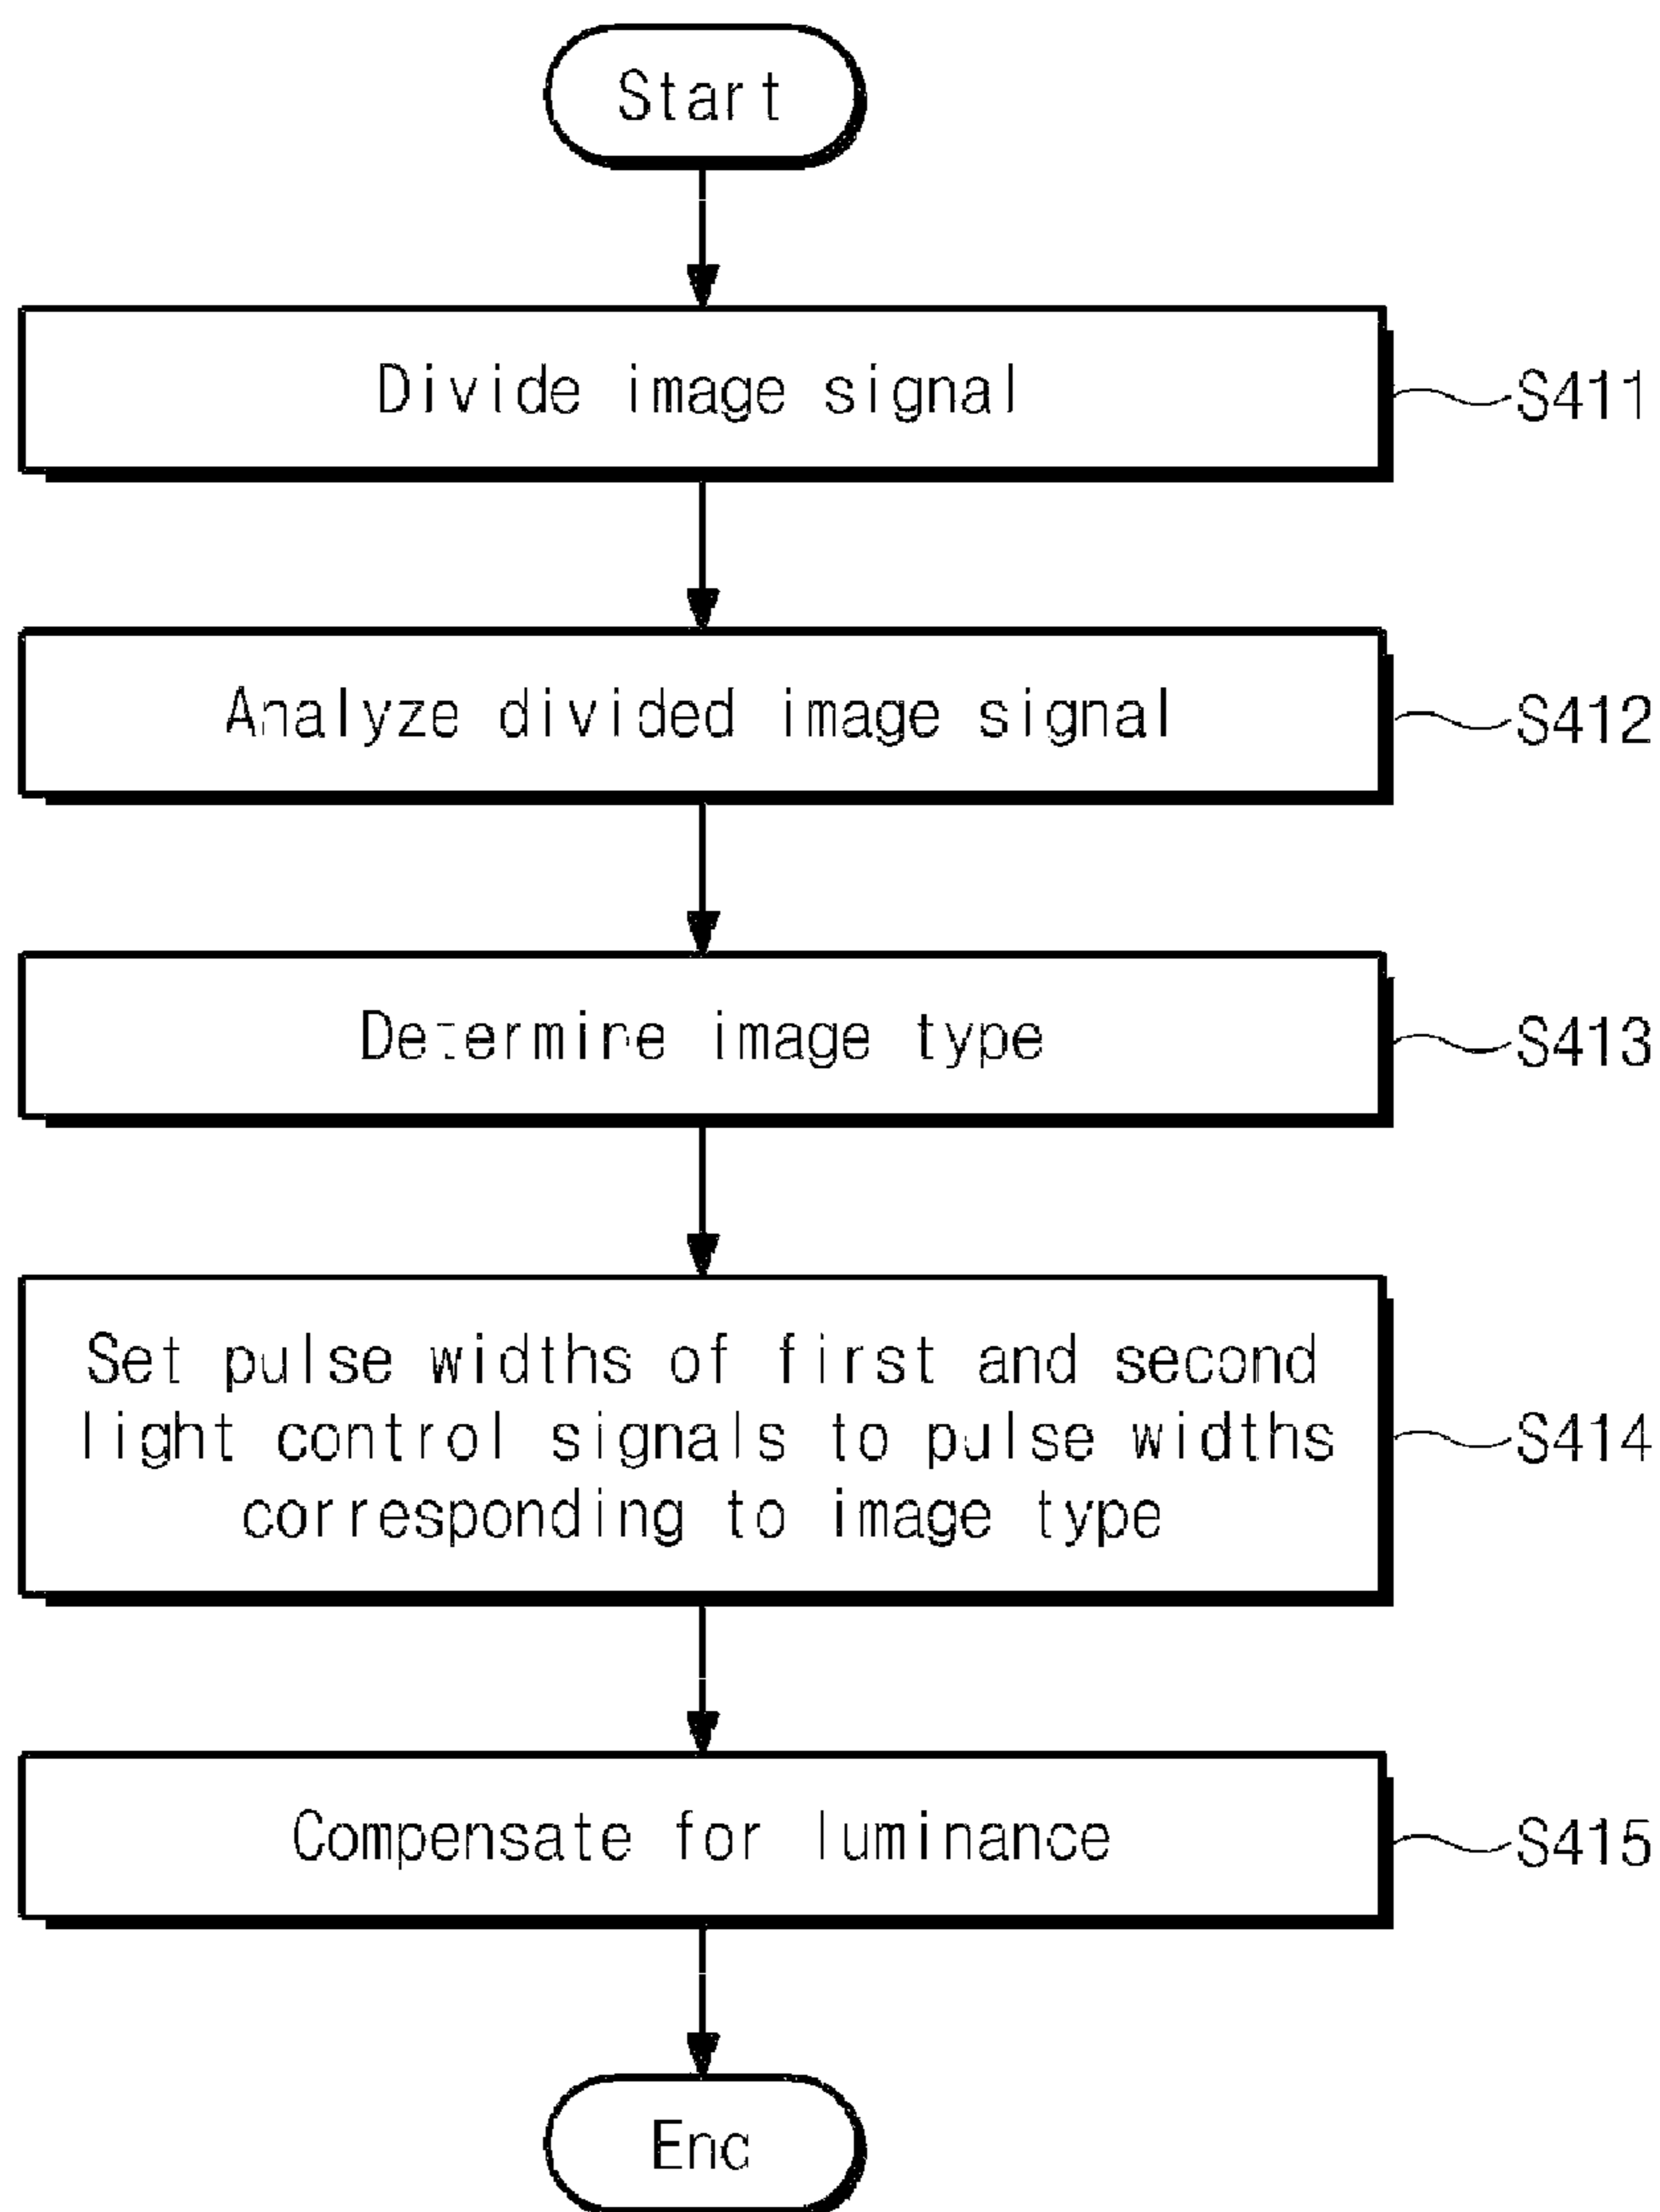 Start
Divide image signal
S411
Analyze divided image signal
S412
Determine image type
S413
Set pulse widths of first and second
light control signals to pulse widths
corresponding to image type
S414
Compensate for luminance
S415
End